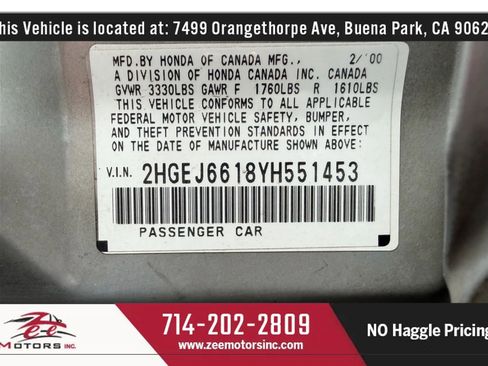 his Vehicle is located at: 7499 Orangethorpe Ave, Buena Park, CA 9062
MFD.BY HONDA OF CANADA MFG., 2/'00
A DIVISION OF HONDA CANADA INC. CANADA
GVWR 3330LBS GAWR F 1760LBS R 1610LBS
THIS VEHICLE CONFORMS TO ALL APPLICABLE
FEDERAL MOTOR VEHICLE SAFETY, BUMPER,
AND THEFT PREVENTION STANDARDS IN EFFECT ON
THE DATE OF MANUFACTURE SHOWN ABOVE:
V.I.N. 2HGEJ6618YH551453
PASSENGER CAR
Zee
MOTORS INC.
714-202-2809
www.zeemotorsinc.com
NO Haggle Pricing